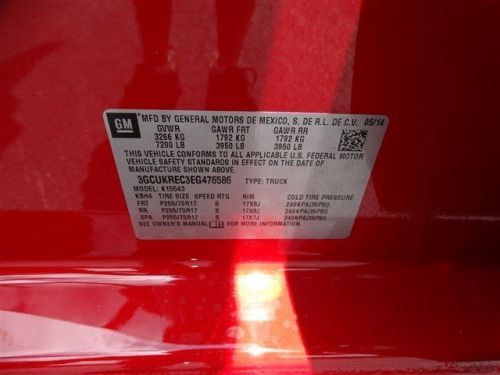 GM
MFD BY GENERAL MOTORS DE MEXICO, S. DE R.L. DE C.V. 05/14
GVWR GAWR FRT GAWR RR
3266 KG 1792 KG 1792 KG
7200 LB 3950 LB 3950 LB
THIS VEHICLE CONFORMS TO ALL APPLICABLE U.S. FEDERAL MOTOR
VEHICLE SAFETY STANDARDS IN EFFECT ON THE DATE OF
MANUFACTURE SHOWN ABOVE.
3GCUKREC3EG476586 TYPE: TRUCK
MODEL: K15543
KBH4 TIRE SIZE SPEED RTG RIM COLD TIRE PRESSURE
FRT P255/70R17 S 17X8J 240KPA(35PSI)
RR P255/70R17 S 17X8J 240KPA(35PSI)
SPA P255/70R17 S 17X7J 240KPA(35PSI)
SEE OWNER'S MANUAL FOR MORE INFORMATION.